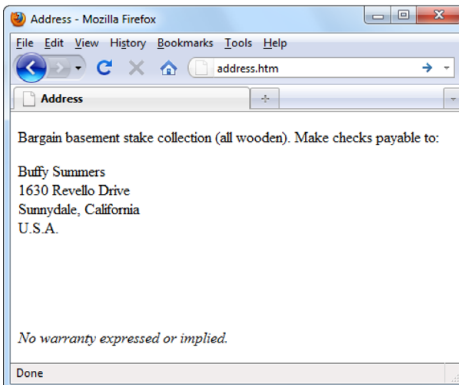 Address - Mozilla Firefox
File Edit View History Bookmarks Tools Help
address.htm
Address
Bargain basement stake collection (all wooden). Make checks payable to:
Buffy Summers
1630 Revello Drive
Sunnydale, California
U.S.A.
No warranty expressed or implied.
Done